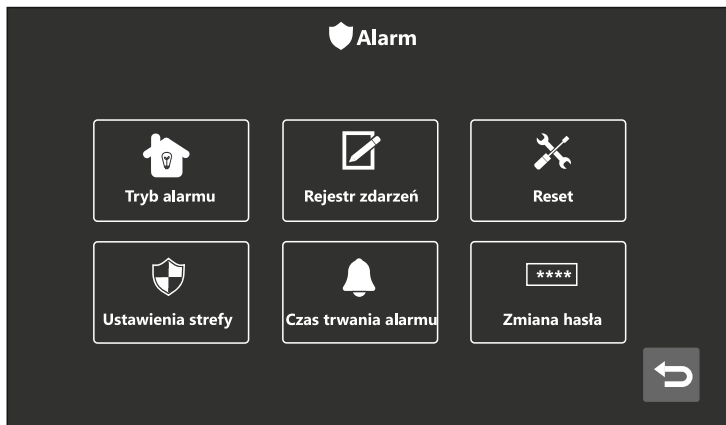 Alarm
Tryb alarmu
Rejestr zdarzeń
Reset
Ustawienia strefy
Czas trwania alarmu
****
Zmiana hasła